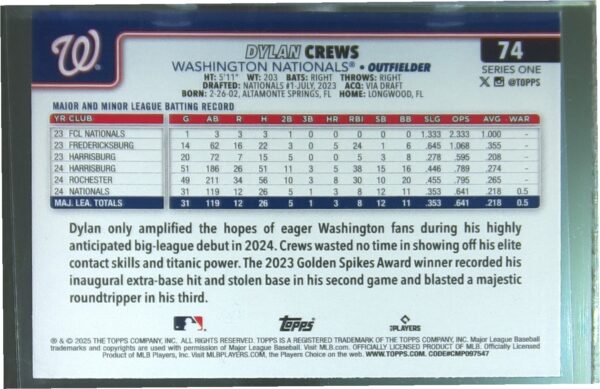 W
DYLAN CREWS
74
WASHINGTON NATIONALS® • OUTFIELDER
SERIES ONE
HT: 5'11" WT: 203 BATS: RIGHT THROWS: RIGHT
DRAFTED: NATIONALS #1-JULY, 2023 ACQ: VIA DRAFT
@TOPPS
BORN: 2-26-02, ALTAMONTE SPRINGS, FL HOME: LONGWOOD, FL
MAJOR AND MINOR LEAGUE BATTING RECORD
YR CLUB G AB R H 2B 3B HR RBI SB BB SLG OPS AVG WAR
23 FCL NATIONALS 1 3 3 3 1 0 0 0 0 0 1.333 2.333 1.000 -
23 FREDERICKSBURG 14 62 16 22 3 0 5 24 1 6 .645 1.068 .355 -
23 HARRISBURG 20 72 7 15 5 0 0 5 3 8 .278 .595 .208 -
24 HARRISBURG 51 186 26 51 11 3 5 38 15 16 .446 .789 .274 -
24 ROCHESTER 49 211 34 56 10 3 8 30 10 20 .455 .795 .265 -
24 NATIONALS 31 119 12 26 5 1 3 8 12 11 .353 .641 .218 0.5
MAJ. LEA. TOTALS 31 119 12 26 5 1 3 8 12 11 .353 .641 .218 0.5
Dylan only amplified the hopes of eager Washington fans during his highly
anticipated big-league debut in 2024. Crews wasted no time in showing off his elite
contact skills and titanic power. The 2023 Golden Spikes Award winner recorded his
inaugural extra-base hit and stolen base in his second game and blasted a majestic
roundtripper in his third.
Topps
PLAYERS
® & © 2025 THE TOPPS COMPANY, INC. ALL RIGHTS RESERVED. TOPPS IS A REGISTERED TRADEMARK OF THE TOPPS COMPANY, INC. Major League Baseball
trademarks and copyrights are used with permission of Major League Baseball. Visit MLB.com. OFFICIALLY LICENSED PRODUCT OF MLB. Officially Licensed
Product of MLB Players, Inc. Visit MLBPLAYERS.COM, the Players Choice on the web. WWW.TOPPS.COM. CODE#CMP097547